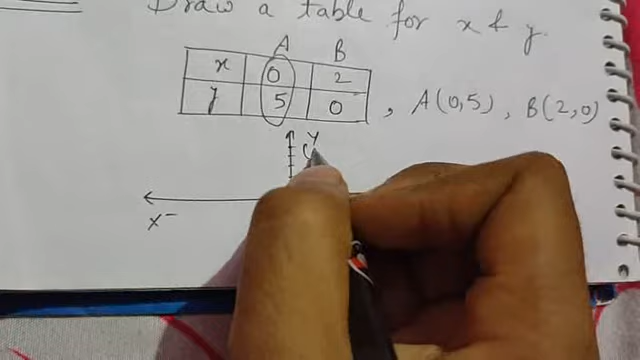 Draw a table for x & y.
A B
x 0 2
y 5 0 , A(0,5), B(2,0)
Y
x-